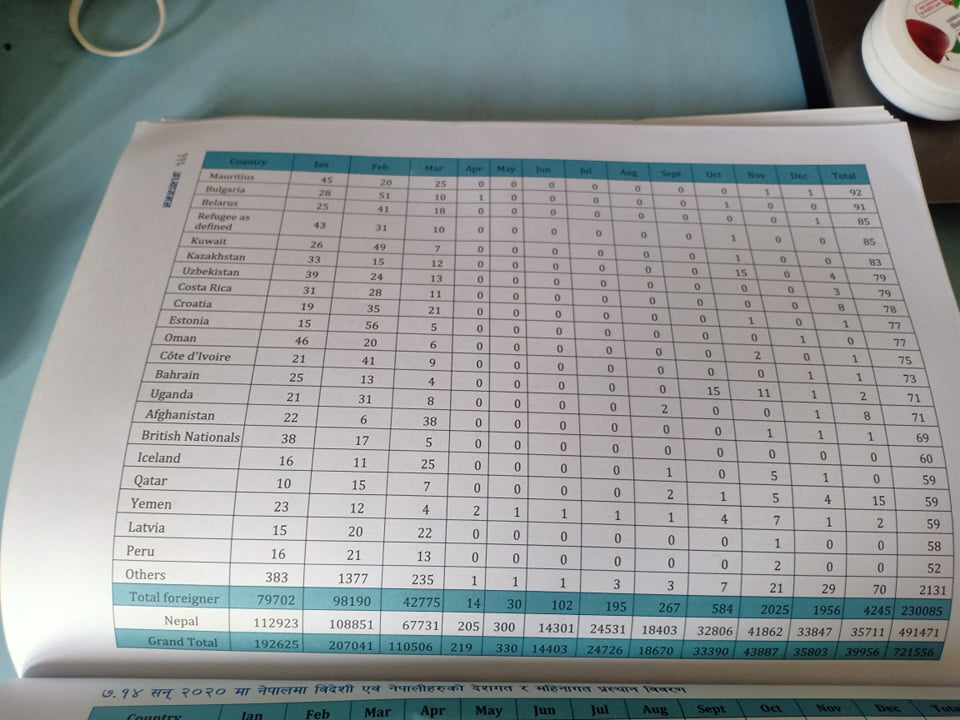 ११६ अध्यागमन
Country Jan Feb Mar Apr May Jun Jul Aug Sept Oct Nov Dec Total
Mauritius 45 20 25 0 0 0 0 0 0 0 1 1 92
Bulgaria 28 51 10 1 0 0 0 0 0 1 0 0 91
Belarus 25 41 18 0 0 0 0 0 0 0 0 1 85
Refugee as
defined 43 31 10 0 0 0 0 0 0 1 0 0 85
Kuwait 26 49 7 0 0 0 0 0 0 1 0 0 83
Kazakhstan 33 15 12 0 0 0 0 0 0 15 0 4 79
Uzbekistan 39 24 13 0 0 0 0 0 0 0 0 3 79
Costa Rica 31 28 11 0 0 0 0 0 0 0 0 8 78
Croatia 19 35 21 0 0 0 0 0 0 1 0 1 77
Estonia 15 56 5 0 0 0 0 0 0 0 1 0 77
Oman 46 20 6 0 0 0 0 0 0 2 0 1 75
Côte d'Ivoire 21 41 9 0 0 0 0 0 0 0 1 1 73
Bahrain 25 13 4 0 0 0 0 0 15 11 1 2 71
Uganda 21 31 8 0 0 0 0 2 0 0 1 8 71
Afghanistan 22 6 38 0 0 0 0 0 0 1 1 1 69
British Nationals 38 17 5 0 0 0 0 0 0 0 0 0 60
Iceland 16 11 25 0 0 0 0 1 0 5 1 0 59
Qatar 10 15 7 0 0 0 0 2 1 5 4 15 59
Yemen 23 12 4 2 1 1 1 1 4 7 1 2 59
Latvia 15 20 22 0 0 0 0 0 0 1 0 0 58
Peru 16 21 13 0 0 0 0 0 0 2 0 0 52
Others 383 1377 235 1 1 1 3 3 7 21 29 70 2131
Total foreigner 79702 98190 42775 14 30 102 195 267 584 2025 1956 4245 230085
Nepal 112923 108851 67731 205 300 14301 24531 18403 32806 41862 33847 35711 491471
Grand Total 192625 207041 110506 219 330 14403 24726 18670 33390 43887 35803 39956 721556
७.१४ सन् २०२० मा नेपालमा विदेशी एवं नेपालीहरुको देशगत र महिनागत प्रस्थान विवरण
Country Jan Feb Mar Apr May Jun Jul Aug Sept Oct Nov Dec